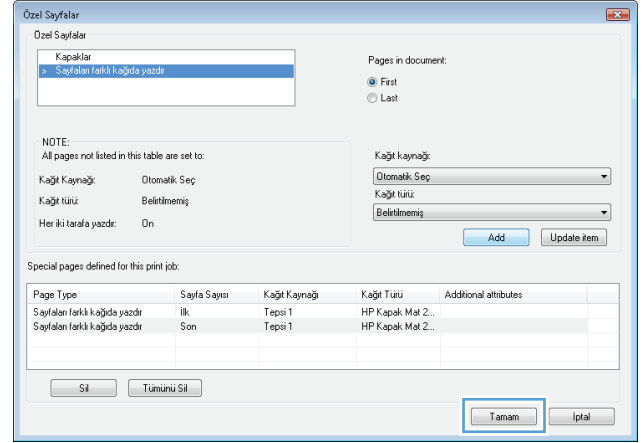 Özel Sayfalar
Özel Sayfalar
Kapaklar
» Sayfaları farklı kağıda yazdır
Pages in document:
First
Last
NOTE:
All pages not listed in this table are set to:
Kağıt Kaynağı: Otomatik Seç
Kağıt türü: Belirtilmemiş
Her iki tarafa yazdır: On
Kağıt kaynağı:
Otomatik Seç
Kağıt türü:
Belirtilmemiş
Add Update item
Special pages defined for this print job:
Page Type Sayfa Sayısı Kağıt Kaynağı Kağıt Türü Additional attributes
Sayfaları farklı kağıda yazdır İlk Tepsi 1 HP Kapak Mat 2...
Sayfaları farklı kağıda yazdır Son Tepsi 1 HP Kapak Mat 2...
Sil Tümünü Sil
Tamam İptal